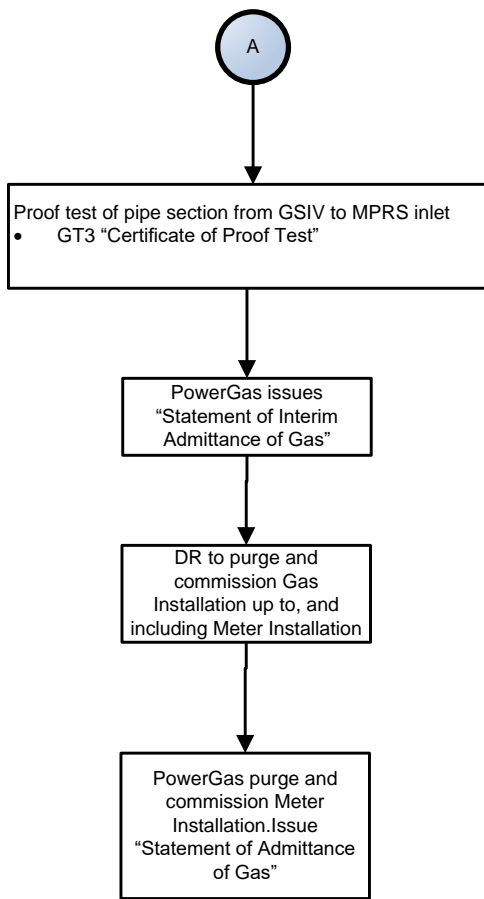 A
Proof test of pipe section from GSIV to MPRS inlet
• GT3 “Certificate of Proof Test”
PowerGas issues
“Statement of Interim
Admittance of Gas”
DR to purge and
commission Gas
Installation up to, and
including Meter Installation
PowerGas purge and
commission Meter
Installation.Issue
“Statement of Admittance
of Gas”